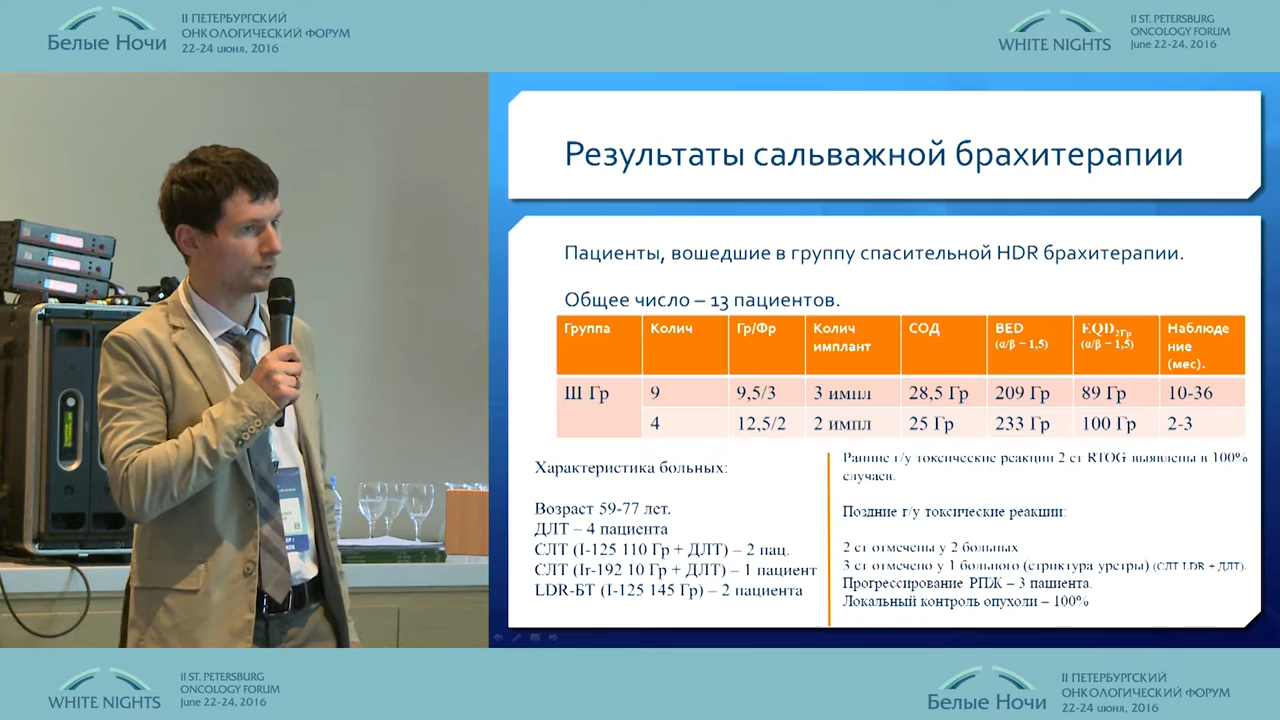 II ПЕТЕРБУРГСКИЙ
ОНКОЛОГИЧЕСКИЙ ФОРУМ
Белые Ночи
22-24 июня, 2016
II ST. PETERSBURG
ONCOLOGY FORUM
WHITE NIGHTS
June 22-24, 2016
Результаты сальважной брахитерапии
Пациенты, вошедшие в группу спасительной HDR брахитерапии.
Общее число – 13 пациентов.
Группа Колич Гр/Фр Колич имплант СОД BED (α/β = 1,5) EQD2Гр (α/β = 1,5) Наблюдение (мес).
III Гр 9 9,5/3 3 импл 28,5 Гр 209 Гр 89 Гр 10-36
4 12,5/2 2 импл 25 Гр 233 Гр 100 Гр 2-3
Характеристика больных:
Возраст 59-77 лет.
ДЛТ – 4 пациента
СЛТ (I-125 110 Гр + ДЛТ) – 2 пац.
СЛТ (Ir-192 10 Гр + ДЛТ) – 1 пациент
LDR-БТ (I-125 145 Гр) – 2 пациента
Ранние г/у токсические реакции 2 ст RTOG выявлены в 100%
случаев.
Поздние г/у токсические реакции:
2 ст отмечены у 2 больных
3 ст отмечено у 1 больного (стриктура уретры) (СЛТ LDR + ДЛТ).
Прогрессирование РПЖ – 3 пациента.
Локальный контроль опухоли – 100%
II ST. PETERSBURG
ONCOLOGY FORUM
WHITE NIGHTS
June 22-24, 2016
II ПЕТЕРБУРГСКИЙ
ОНКОЛОГИЧЕСКИЙ ФОРУМ
Белые Ночи
22-24 июня, 2016